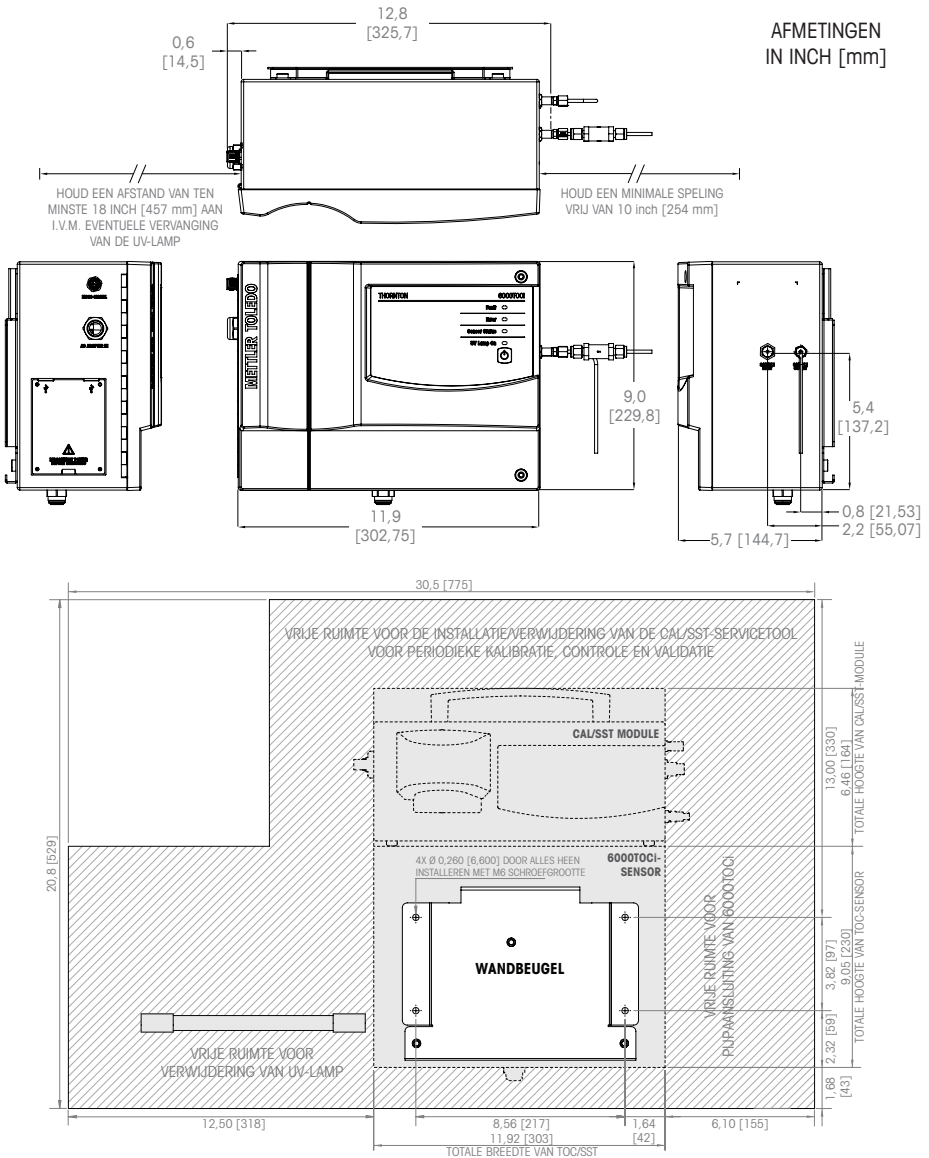 12,8
[325,7]
AFMETINGEN
IN INCH [mm]
0,6
[14,5]
HOUD EEN AFSTAND VAN TEN
MINSTE 18 INCH [457 mm] AAN
I.V.M. EVENTUELE VERVANGING
VAN DE UV-LAMP
HOUD EEN MINIMALE SPELING
VRIJ VAN 10 inch [254 mm]
METTLER TOLEDO
THORNTON 6000TOCi
Fault
Error
Sensor Status
UV Lamp On
9,0
[229,8]
5,4
[137,2]
11,9
[302,75]
0,8 [21,53]
2,2 [55,07]
5,7 [144,7]
30,5 [775]
VRIJE RUIMTE VOOR DE INSTALLATIE/VERWIJDERING VAN DE CAL/SST-SERVICETOOL
VOOR PERIODIEKE KALIBRATIE, CONTROLE EN VALIDATIE
CAL/SST MODULE
13,00 [330]
6,46 [164]
TOTALE HOOGTE VAN CAL/SST-MODULE
20,8 [529]
4X Ø 0,260 [6,600] DOOR ALLES HEEN
INSTALLEREN MET M6 SCHROEFGROOTTE
6000TOCi-
SENSOR
WANDBEUGEL
VRIJE RUIMTE VOOR
PIJPAANSLUITING VAN 6000TOCi
3,82 [97]
9,05 [230]
TOTALE HOOGTE VAN TOC-SENSOR
2,32 [59]
1,68
[43]
VRIJE RUIMTE VOOR
VERWIJDERING VAN UV-LAMP
12,50 [318]
8,56 [217]
1,64
[42]
6,10 [155]
11,92 [303]
TOTALE BREEDTE VAN TOC/SST